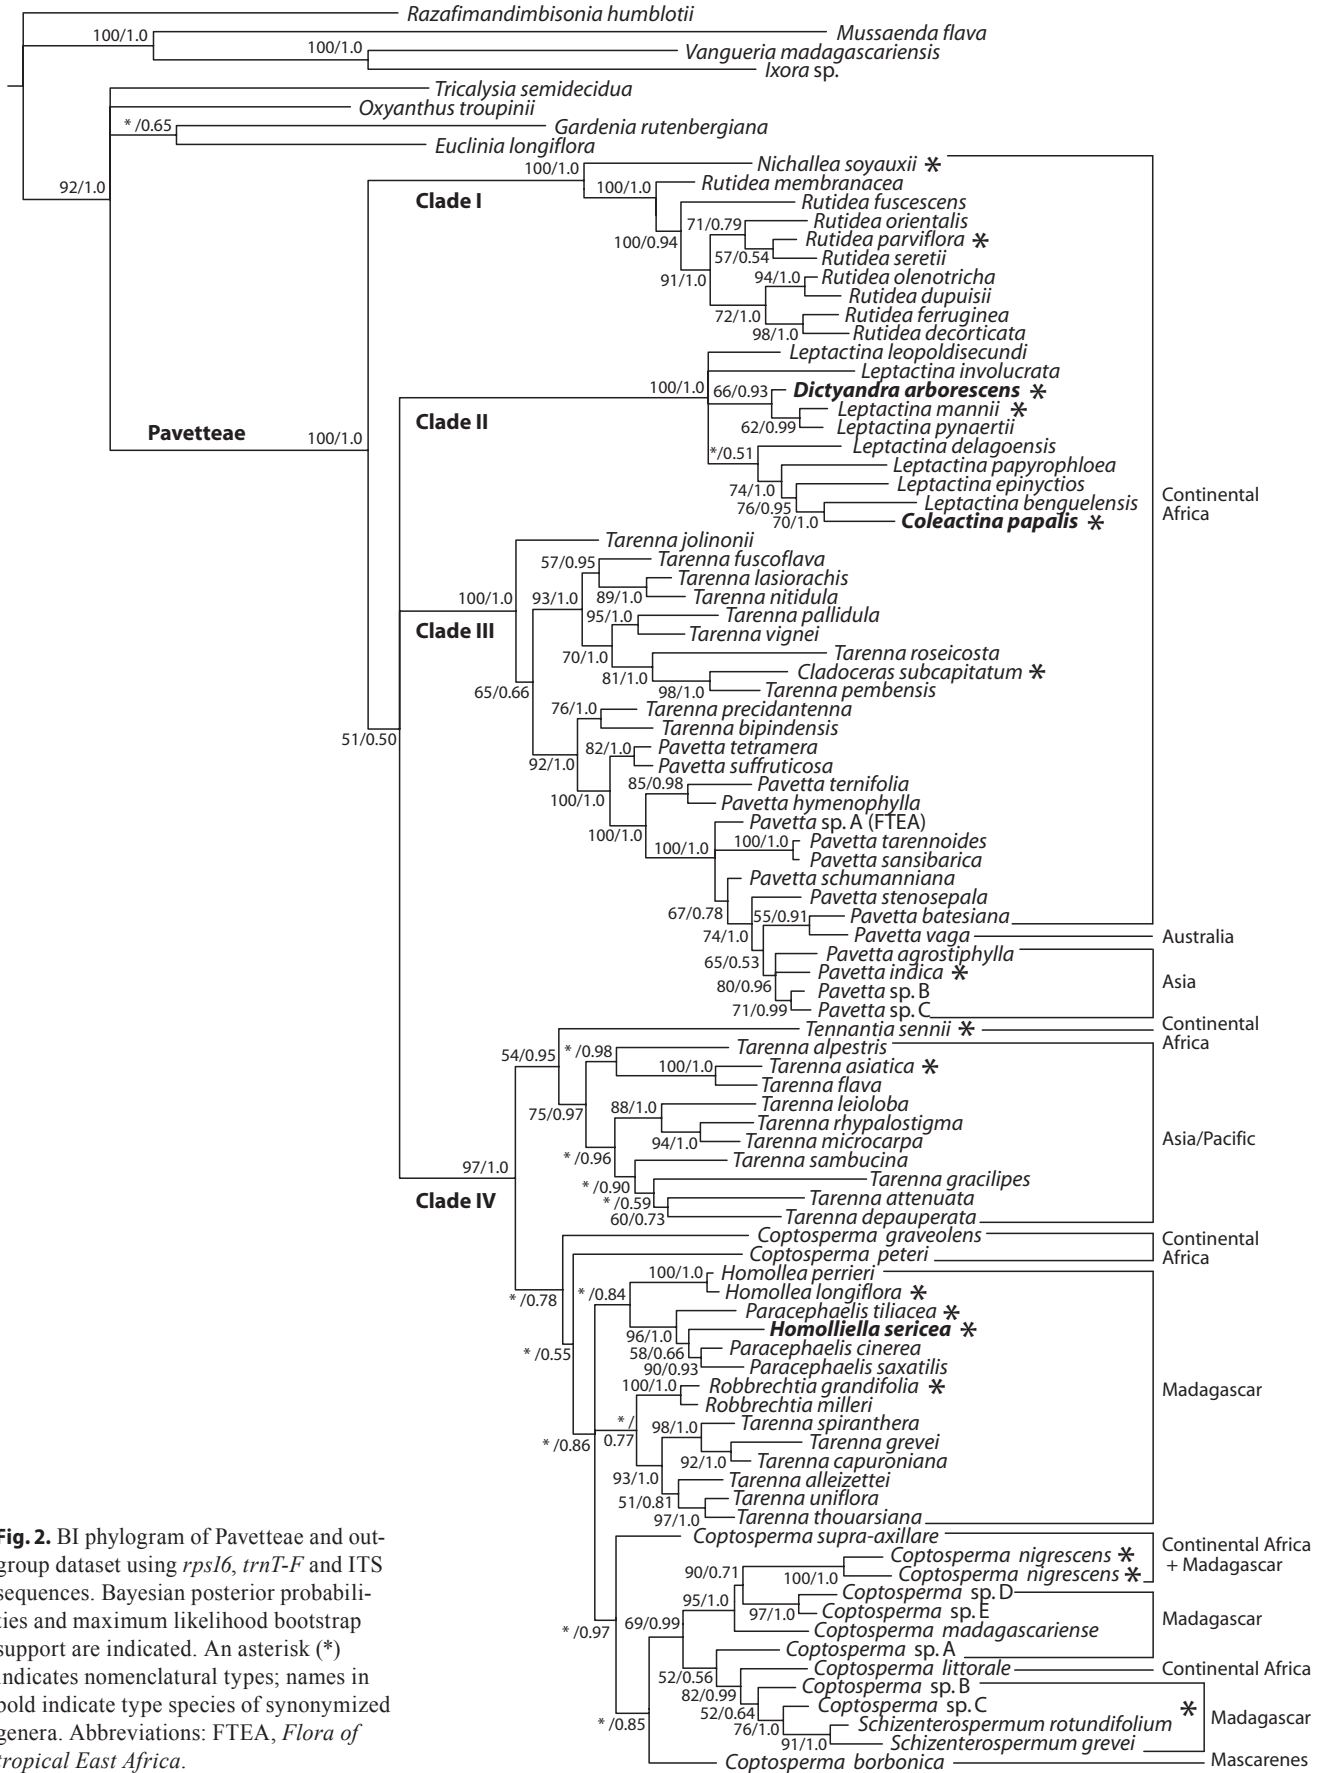 Razafimandimbisonia humblotii
100/1.0
Mussaenda flava
100/1.0
Vangueria madagascariensis
Ixora sp.
Tricalysia semidecidua
Oxyanthus troupinii
* /0.65
Gardenia rutenbergiana
Euclinia longiflora
92/1.0
100/1.0
Nichallea soyauxii *
Clade I
100/1.0
Rutidea membranacea
Rutidea fuscescens
71/0.79
Rutidea orientalis
100/0.94
Rutidea parviflora *
57/0.54
Rutidea seretii
91/1.0
94/1.0
Rutidea olenotricha
Rutidea dupuisii
72/1.0
Rutidea ferruginea
98/1.0
Rutidea decorticata
Leptactina leopoldisecundi
Leptactina involucrata
100/1.0
66/0.93
Dictyandra arborescens *
Clade II
Leptactina mannii *
62/0.99
Leptactina pynaertii
Pavetteae
100/1.0
*/0.51
Leptactina delagoensis
Leptactina papyrophloea
74/1.0
Leptactina epinyctios
76/0.95
Leptactina benguelensis
70/1.0
Coleactina papalis *
Continental
Africa
Tarenna jolinonii
57/0.95
Tarenna fuscoflava
Tarenna lasiorachis
100/1.0
93/1.0
89/1.0
Tarenna nitidula
95/1.0
Tarenna pallidula
Clade III
Tarenna vignei
70/1.0
Tarenna roseicosta
81/1.0
Cladoceras subcapitatum *
65/0.66
98/1.0
Tarenna pembensis
76/1.0
Tarenna precidantenna
Tarenna bipindensis
51/0.50
82/1.0
Pavetta tetramera
92/1.0
Pavetta suffruticosa
85/0.98
Pavetta ternifolia
100/1.0
Pavetta hymenophylla
Pavetta sp. A (FTEA)
100/1.0
100/1.0
100/1.0
Pavetta tarennoides
Pavetta sansibarica
Pavetta schumanniana
Pavetta stenosepala
67/0.78
55/0.91
Pavetta batesiana
74/1.0
Pavetta vaga
Australia
65/0.53
Pavetta agrostiphylla
Pavetta indica *
80/0.96
Asia
Pavetta sp. B
71/0.99
Pavetta sp. C
Tennantia sennii *
Continental
Africa
54/0.95
* /0.98
Tarenna alpestris
100/1.0
Tarenna asiatica *
Tarenna flava
75/0.97
88/1.0
Tarenna leioloba
Tarenna rhypalostigma
94/1.0
Tarenna microcarpa
Asia/Pacific
* /0.96
Tarenna sambucina
97/1.0
* /0.90
Tarenna gracilipes
Clade IV
* /0.59
Tarenna attenuata
60/0.73
Tarenna depauperata
Coptosperma graveolens
Continental
Africa
Coptosperma peteri
100/1.0
Homollea perrieri
* /0.78
* /0.84
Homollea longiflora *
Paracephaelis tiliacea *
96/1.0
Homolliella sericea *
* /0.55
58/0.66
Paracephaelis cinerea
90/0.93
Paracephaelis saxatilis
100/1.0
Robbrechtia grandifolia *
Madagascar
Robbrechtia milleri
* /
0.77
* /0.86
98/1.0
Tarenna spiranthera
Tarenna grevei
92/1.0
Tarenna capuroniana
93/1.0
Tarenna alleizettei
51/0.81
Tarenna uniflora
97/1.0
Tarenna thouarsiana
Coptosperma supra-axillare
Continental Africa
+ Madagascar
90/0.71
Coptosperma nigrescens *
100/1.0
Coptosperma nigrescens *
95/1.0
Coptosperma sp. D
97/1.0
Coptosperma sp. E
Madagascar
* /0.97
69/0.99
Coptosperma madagascariense
Coptosperma sp. A
52/0.56
Coptosperma littorale
Continental Africa
82/0.99
Coptosperma sp. B
52/0.64
Coptosperma sp. C
*
Madagascar
* /0.85
76/1.0
Schizenterospermum rotundifolium
91/1.0
Schizenterospermum grevei
Coptosperma borbonica
Mascarenes
Fig. 2. BI phylogram of Pavetteae and out-
group dataset using rps16, trnT-F and ITS
sequences. Bayesian posterior probabili-
ties and maximum likelihood bootstrap
support are indicated. An asterisk (*)
indicates nomenclatural types; names in
bold indicate type species of synonymized
genera. Abbreviations: FTEA, Flora of
tropical East Africa.